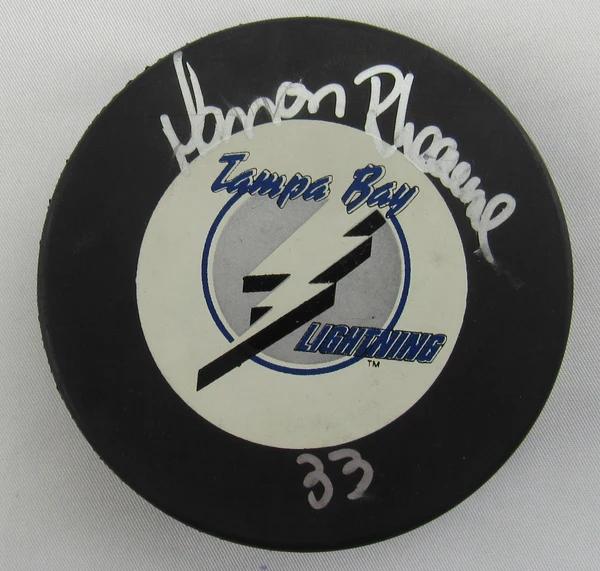 Manon Rheaume
Tampa Bay
LIGHTNING
TM
33